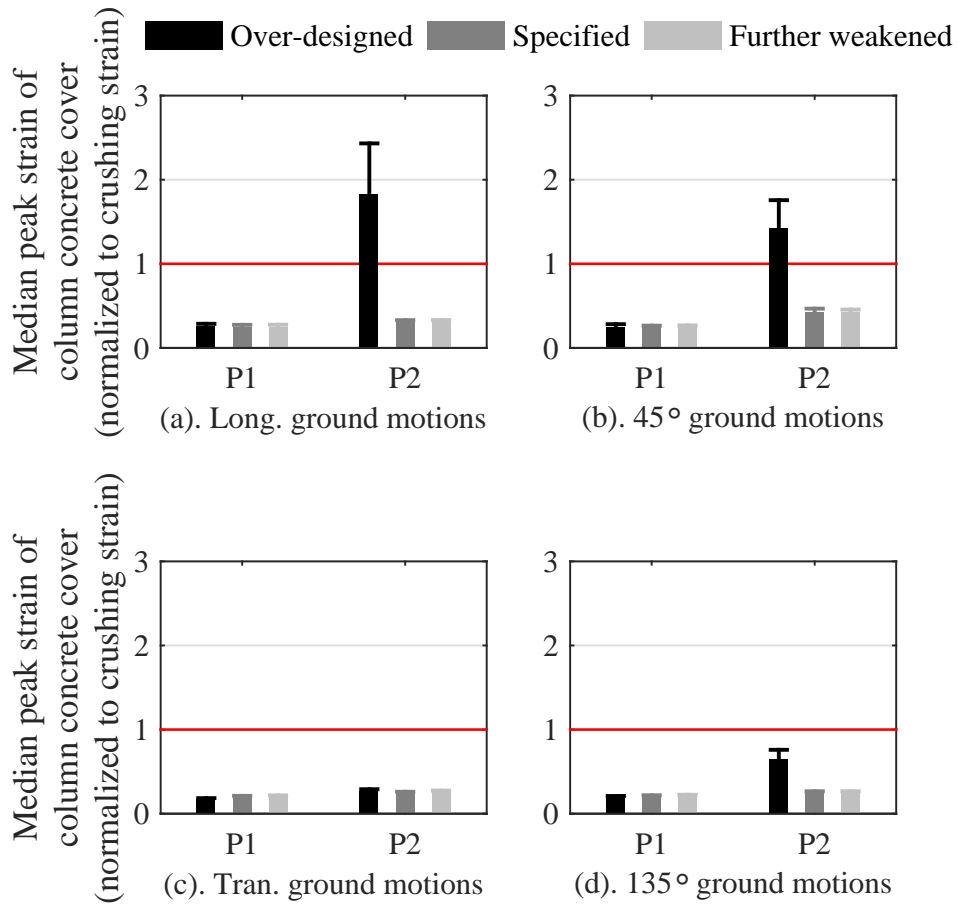 Over-designed Specified Further weakened
Median peak strain of
column concrete cover
(normalized to crushing strain)
3
2
1
0
P1 P2
(a). Long. ground motions
3
2
1
0
P1 P2
(b). 45° ground motions
Median peak strain of
column concrete cover
(normalized to crushing strain)
3
2
1
0
P1 P2
(c). Tran. ground motions
3
2
1
0
P1 P2
(d). 135° ground motions